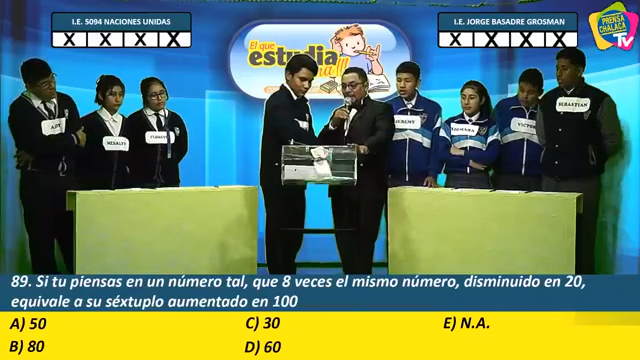 I.E. 5094 NACIONES UNIDAS
X X X X
I.E. JORGE BASADRE GROSMAN
X X X X
PRENSA
CHALACA
TV
El que
estudia
JEREMY
XIOMARA
VICTOR
SEBASTIAN
89. Si tu piensas en un número tal, que 8 veces el mismo número, disminuido en 20,
equivale a su séxtuplo aumentado en 100
A) 50
C) 30
E) N.A.
B) 80
D) 60